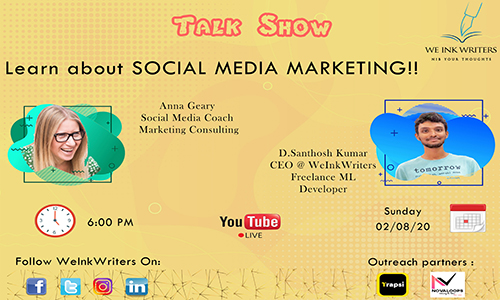 Talk Show
WE INK WRITERS
NIB YOUR THOUGHTS
Learn about SOCIAL MEDIA MARKETING!!
Anna Geary
Social Media Coach
Marketing Consulting
D.Santhosh Kumar
CEO @ WeInkWriters
Freelance ML
Developer
tomorrow
6:00 PM
YouTube
LIVE
Sunday
02/08/20
Follow WeInkWriters On:
Outreach partners :
Trapsi
NOVALOOPS